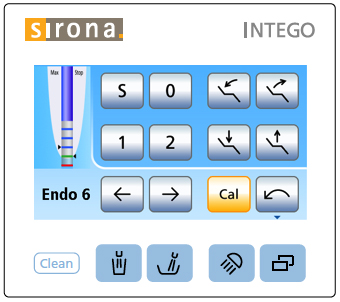 sirona.
INTEGO
Max Stop
S 0
1 2
Endo 6
Cal
Clean